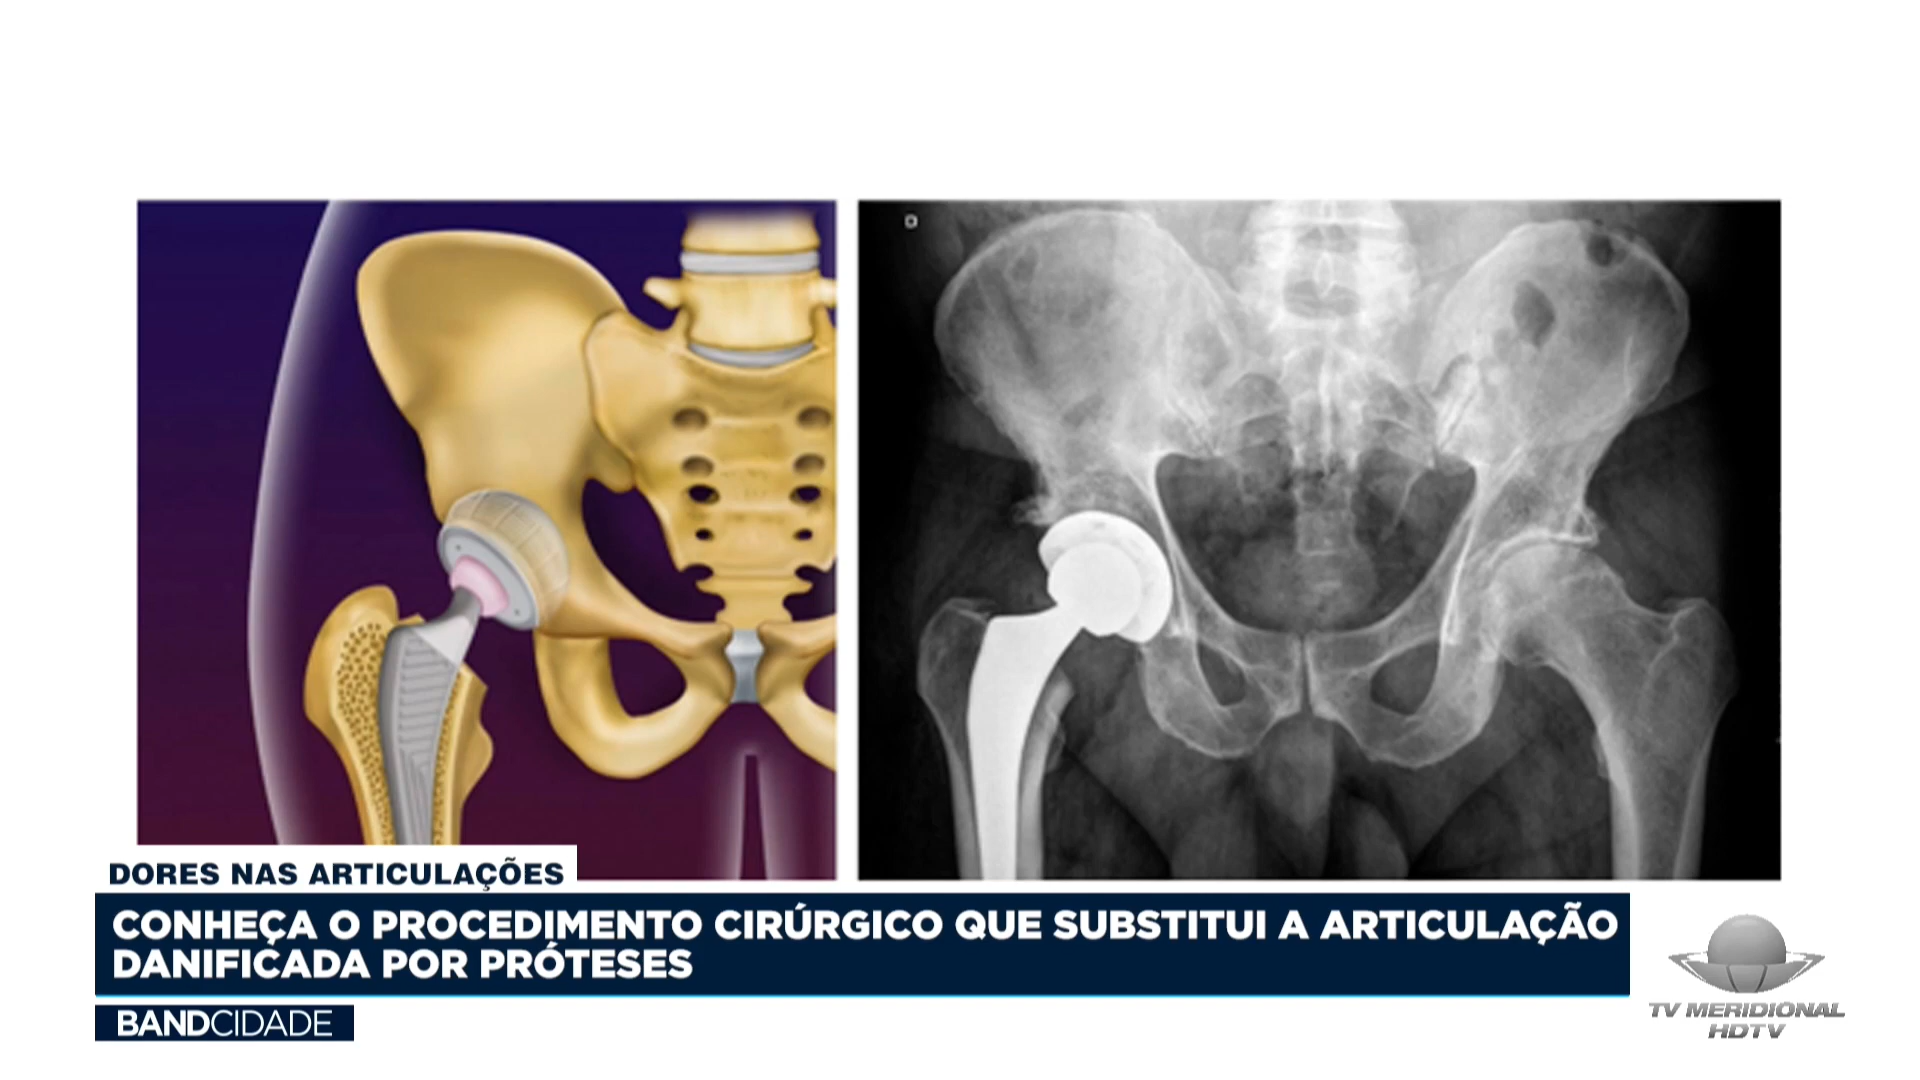 D
DORES NAS ARTICULAÇÕES
CONHEÇA O PROCEDIMENTO CIRÚRGICO QUE SUBSTITUI A ARTICULAÇÃO
DANIFICADA POR PRÓTESES
BANDCIDADE
TV MERIDIONAL
HDTV